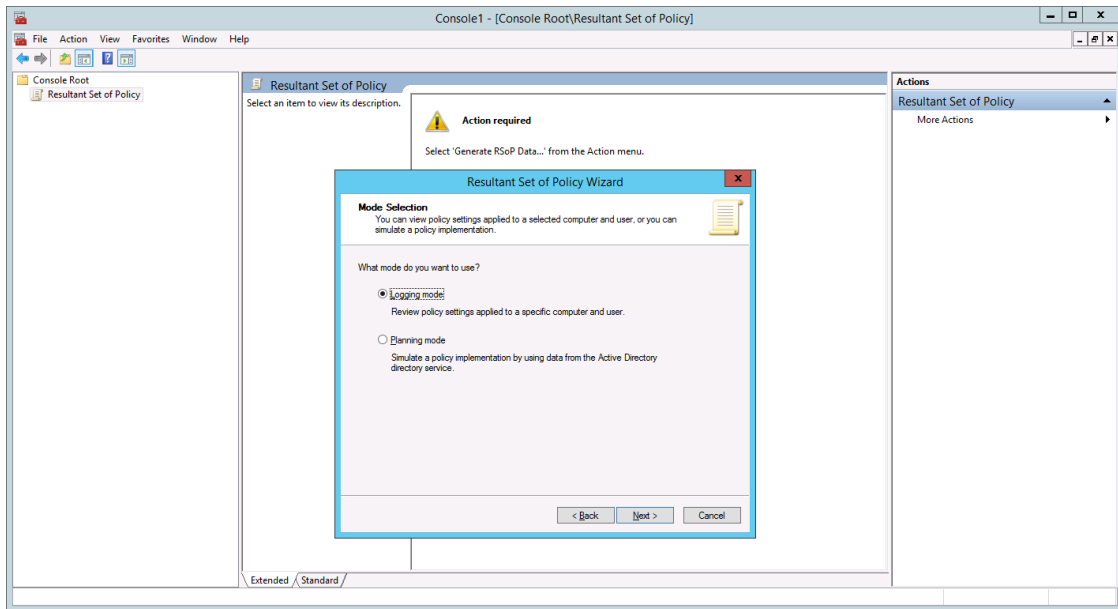 Console1 - [Console Root\Resultant Set of Policy]
File Action View Favorites Window Help
Console Root
Resultant Set of Policy
Resultant Set of Policy
Select an item to view its description.
Action required
Select 'Generate RSoP Data...' from the Action menu.
Actions
Resultant Set of Policy
More Actions
Resultant Set of Policy Wizard
Mode Selection
You can view policy settings applied to a selected computer and user, or you can
simulate a policy implementation.
What mode do you want to use?
Logging mode
Review policy settings applied to a specific computer and user.
Planning mode
Simulate a policy implementation by using data from the Active Directory
directory service.
< Back Next > Cancel
Extended Standard